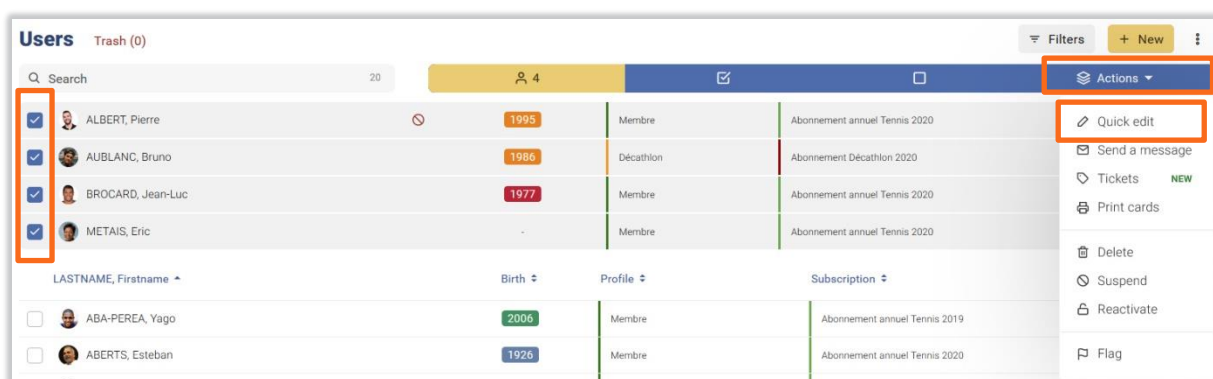 Users Trash (0) Filters + New
Search 20 4 Actions
ALBERT, Pierre 1995 Membre Abonnement annuel Tennis 2020
AUBLANC, Bruno 1986 Décathlon Abonnement Décathlon 2020
BROCARD, Jean-Luc 1977 Membre Abonnement annuel Tennis 2020
METAIS, Eric - Membre Abonnement annuel Tennis 2020
LASTNAME, Firstname Birth Profile Subscription
ABA-PEREA, Yago 2006 Membre Abonnement annuel Tennis 2019
ABERTS, Esteban 1926 Membre Abonnement annuel Tennis 2020
Quick edit
Send a message
Tickets NEW
Print cards
Delete
Suspend
Reactivate
Flag